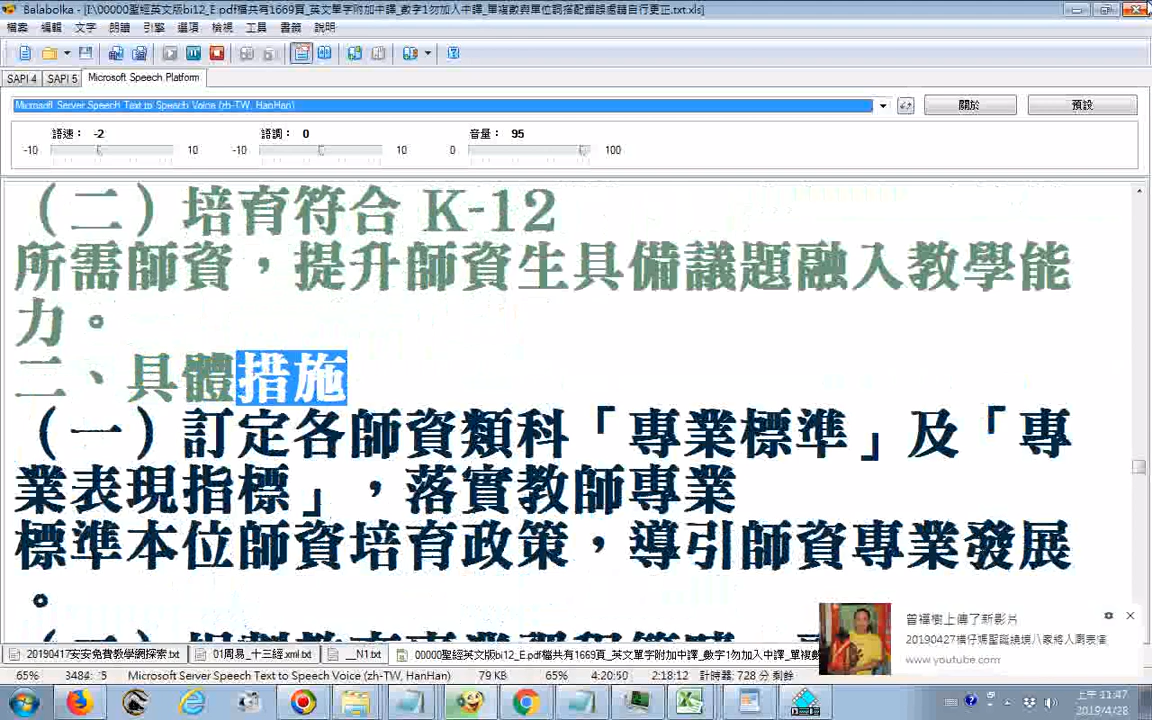 Balabolka - [I:\00000聖經英文版bi12_E.pdf檔共有1669頁_英文單字附加中譯_數字1勿加入中譯_單複數與單位詞搭配錯誤處請自行更正.txt.xls]
檔案 編輯 文字 朗讀 引擎 選項 檢視 工具 書籤 說明
SAPI 4 SAPI 5 Microsoft Speech Platform
Microsoft Server Speech Text to Speech Voice (zh-TW, HanHan)
關於 預設
語速： -2 語調： 0 音量： 95
-10 10 -10 10 0 100
（二）培育符合 K-12
所需師資，提升師資生具備議題融入教學能
力。
二、具體措施
（一）訂定各師資類科「專業標準」及「專
業表現指標」，落實教師專業
標準本位師資培育政策，導引師資專業發展
。
曾禧樹上傳了新影片
www.youtube.com
20190417安安免費教學網探索.txt 01周易_十三經.xml.txt __N1.txt 00000聖經英文版bi12_E.pdf檔共有1669頁_英文單字附加中譯_數字1勿加入中譯_單複數
65% Microsoft Server Speech Text to Speech Voice (zh-TW, HanHan) 79 KB 65% 4:20:50 2:18:12 計時器: 728 分 剩餘
上午 11:47
2019/4/28